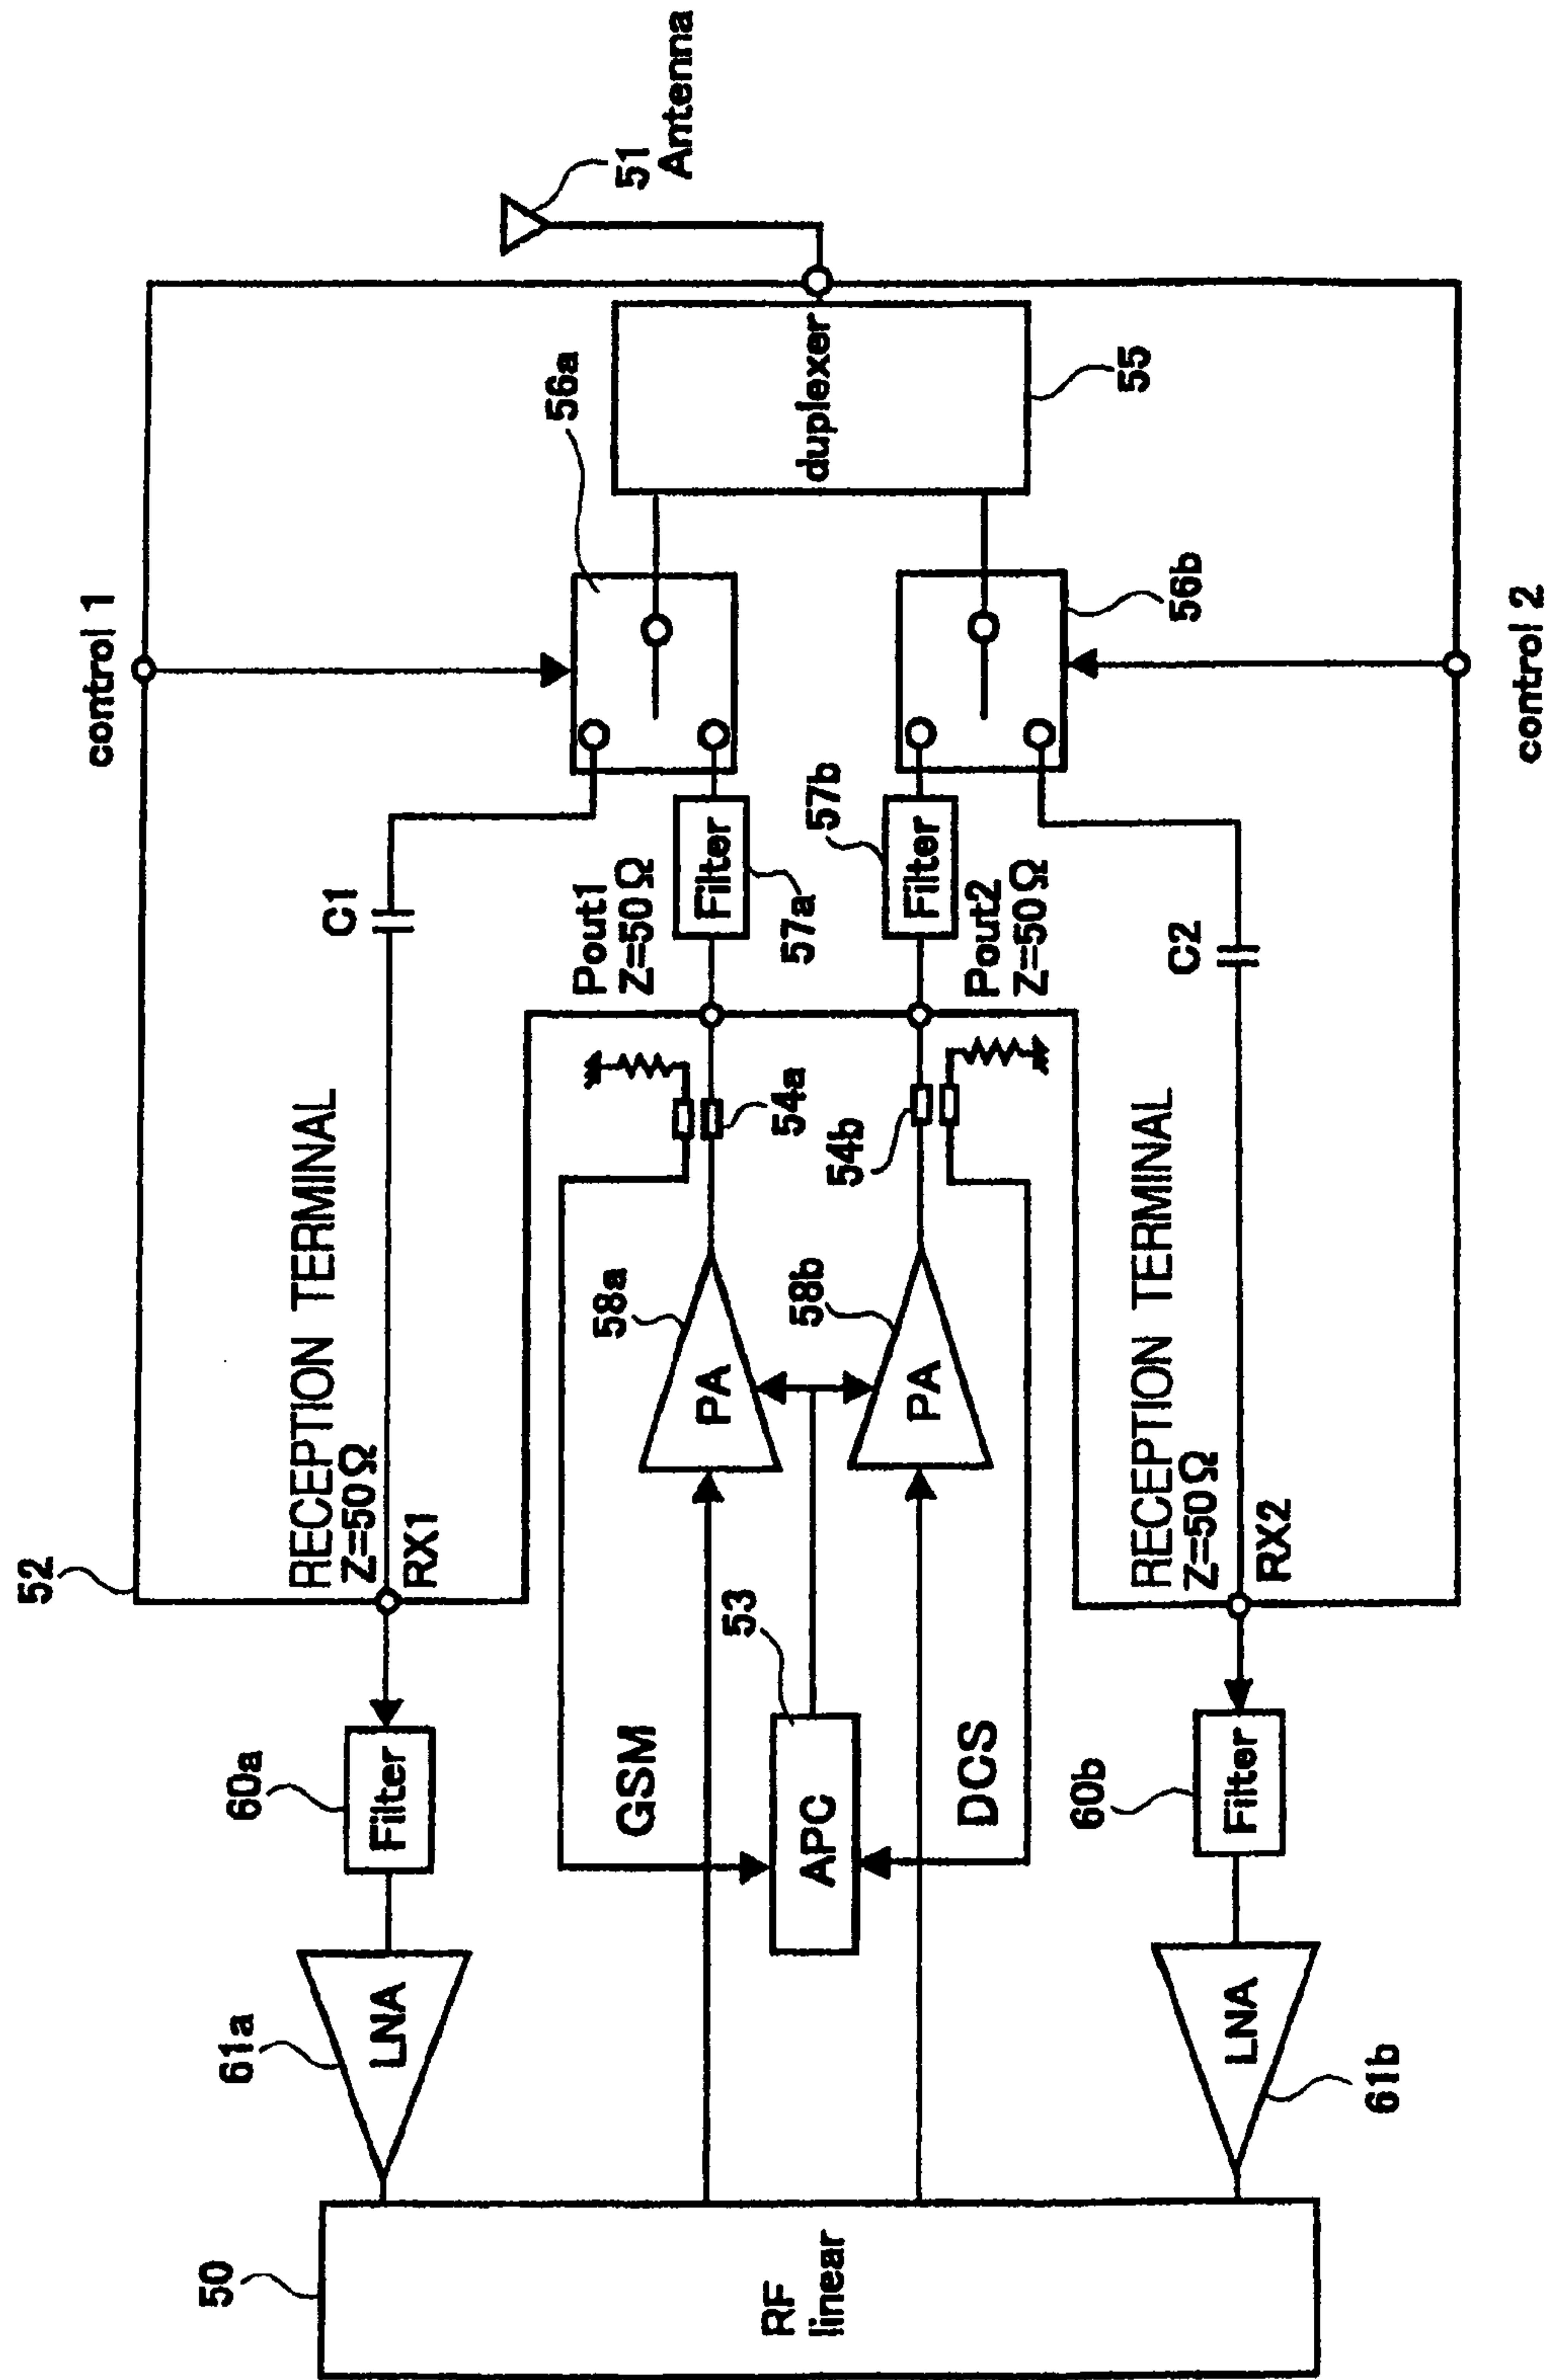 52
control 1
50
61a
60a
RECEPTION TERMINAL
Z=50Ω
RX1
C1
LNA
Filter
56a
58a
Pout1
Z=50Ω
51
Antenna
GSM
PA
Filter
53
54a
57a
RF
linear
APC
58b
54b
57b
duplexer
PA
Filter
DCS
Pout2
Z=50Ω
60b
RECEPTION TERMINAL
Z=50Ω
RX2
C2
55
56b
LNA
Filter
61b
control 2